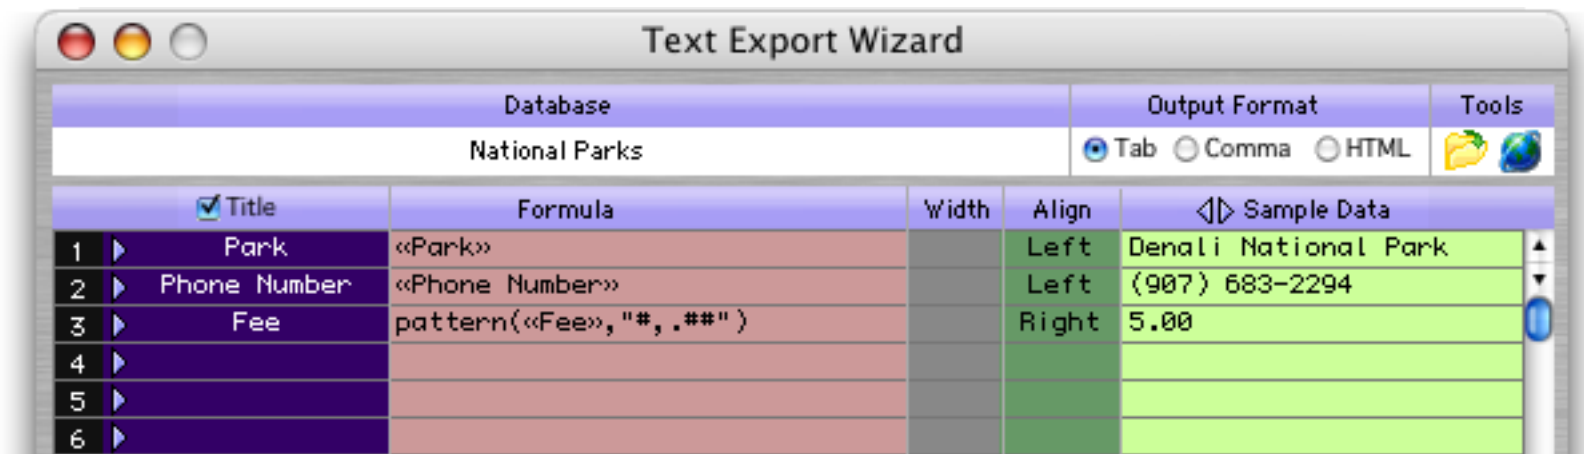 Text Export Wizard
Database Output Format Tools
National Parks Tab Comma HTML
Title Formula Width Align Sample Data
1 Park «Park» Left Denali National Park
2 Phone Number «Phone Number» Left (907) 683-2294
3 Fee pattern(«Fee»,"#,.##") Right 5.00
4
5
6